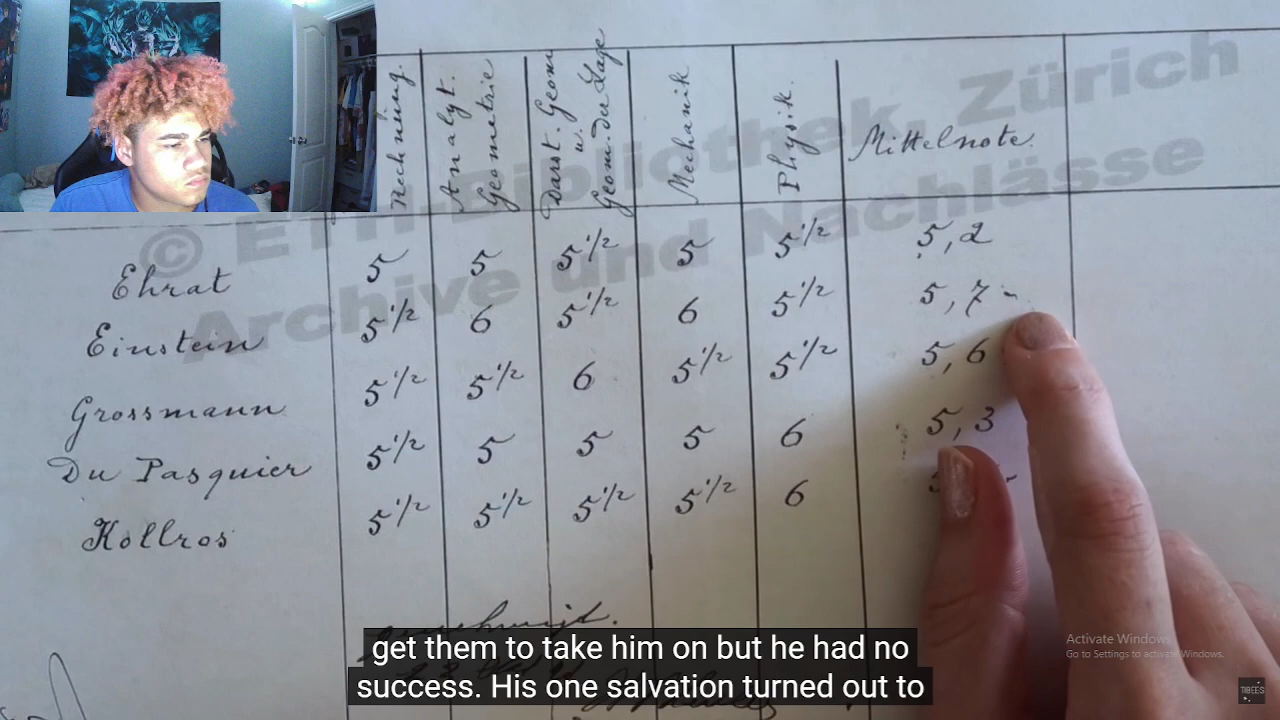 Rechnung.
Analyt. Geometrie
Darst. Geom u. Geom. der Lage
Mechanik
Physik.
Mittelnote.
© ETH-Bibliothek, Zürich
Archive und Nachlässe
Ehrat 5 5 5 1/2 5 5 1/2 5,2
Einstein 5 1/2 6 5 1/2 6 5 1/2 5,7
Grossmann 5 1/2 5 1/2 6 5 1/2 5 1/2 5,6
Du Pasquier 5 1/2 5 5 5 6 5,3
Kollros 5 1/2 5 1/2 5 1/2 5 1/2 6
get them to take him on but he had no
success. His one salvation turned out to
Activate Windows
Go to Settings to activate Windows.
TIBEES